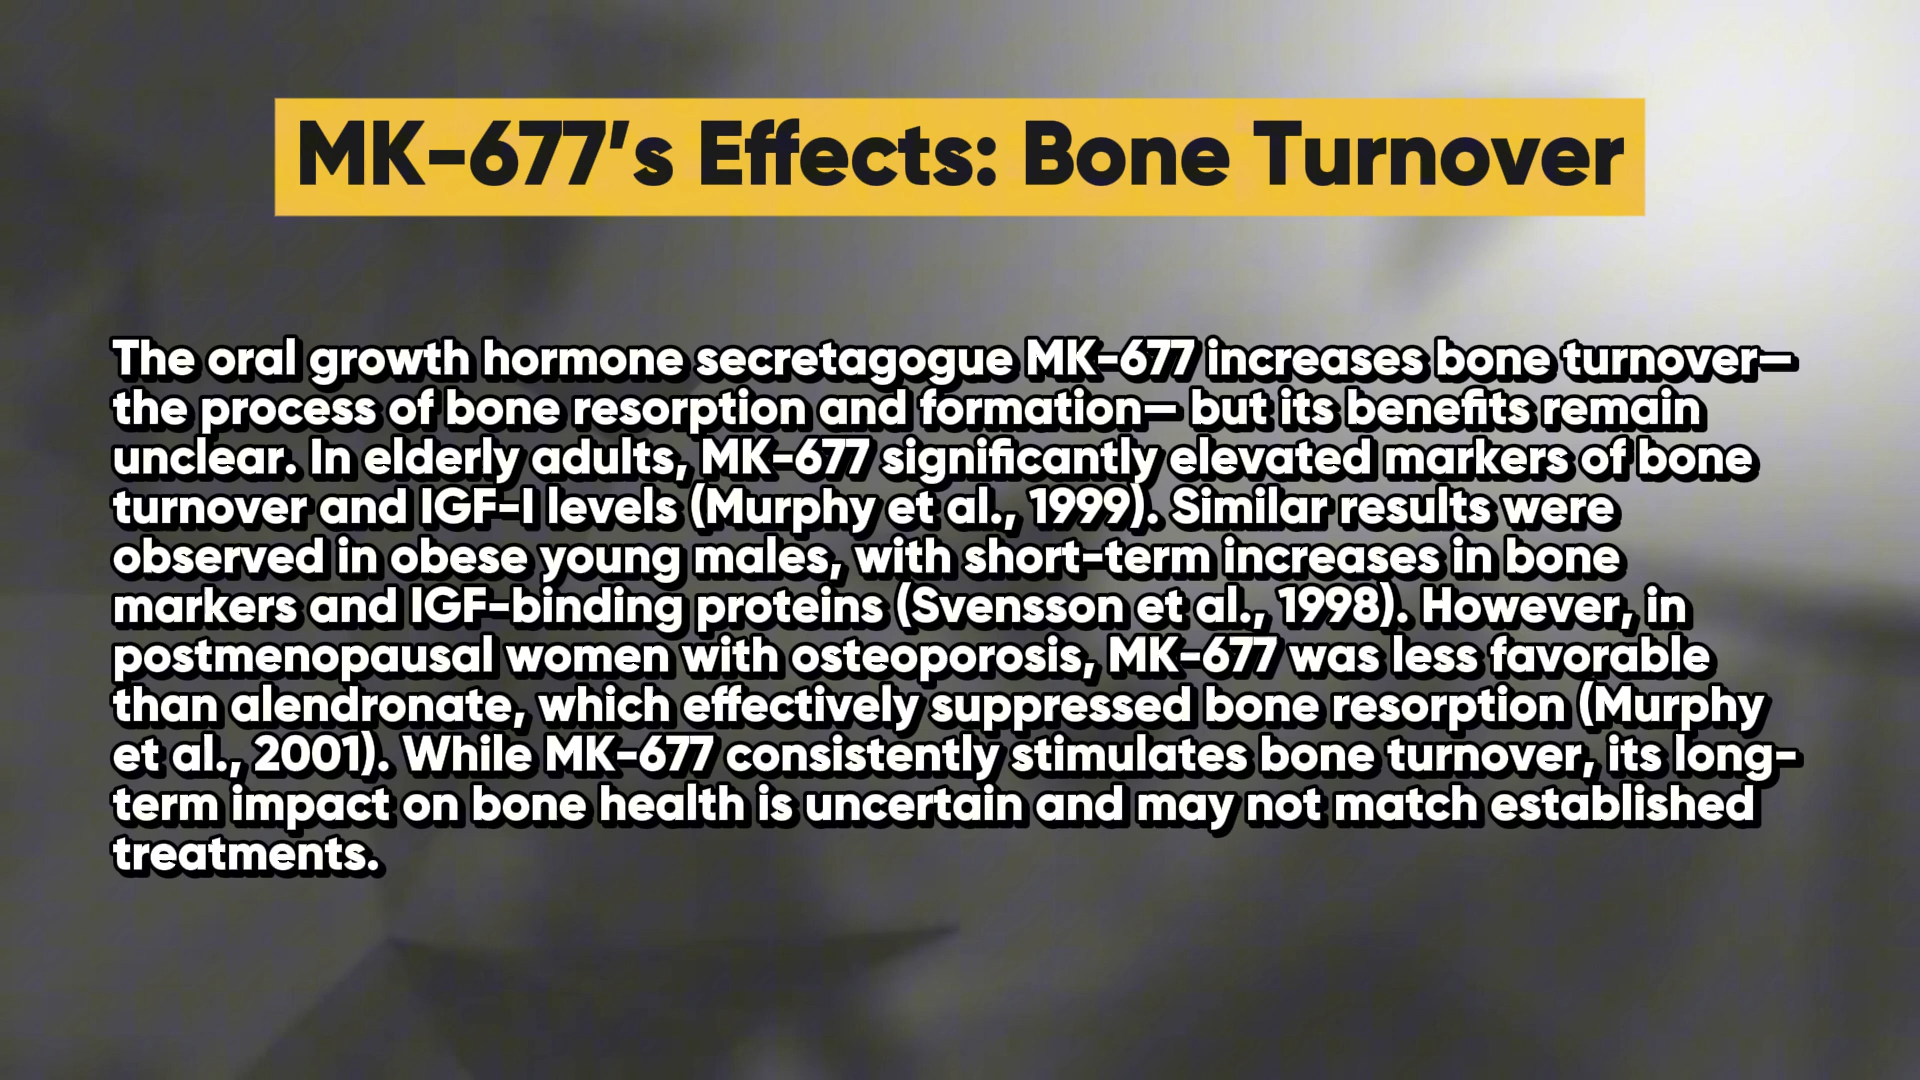 MK-677’s Effects: Bone Turnover
The oral growth hormone secretagogue MK-677 increases bone turnover—
the process of bone resorption and formation— but its benefits remain
unclear. In elderly adults, MK-677 significantly elevated markers of bone
turnover and IGF-I levels (Murphy et al., 1999). Similar results were
observed in obese young males, with short-term increases in bone
markers and IGF-binding proteins (Svensson et al., 1998). However, in
postmenopausal women with osteoporosis, MK-677 was less favorable
than alendronate, which effectively suppressed bone resorption (Murphy
et al., 2001). While MK-677 consistently stimulates bone turnover, its long-
term impact on bone health is uncertain and may not match established
treatments.